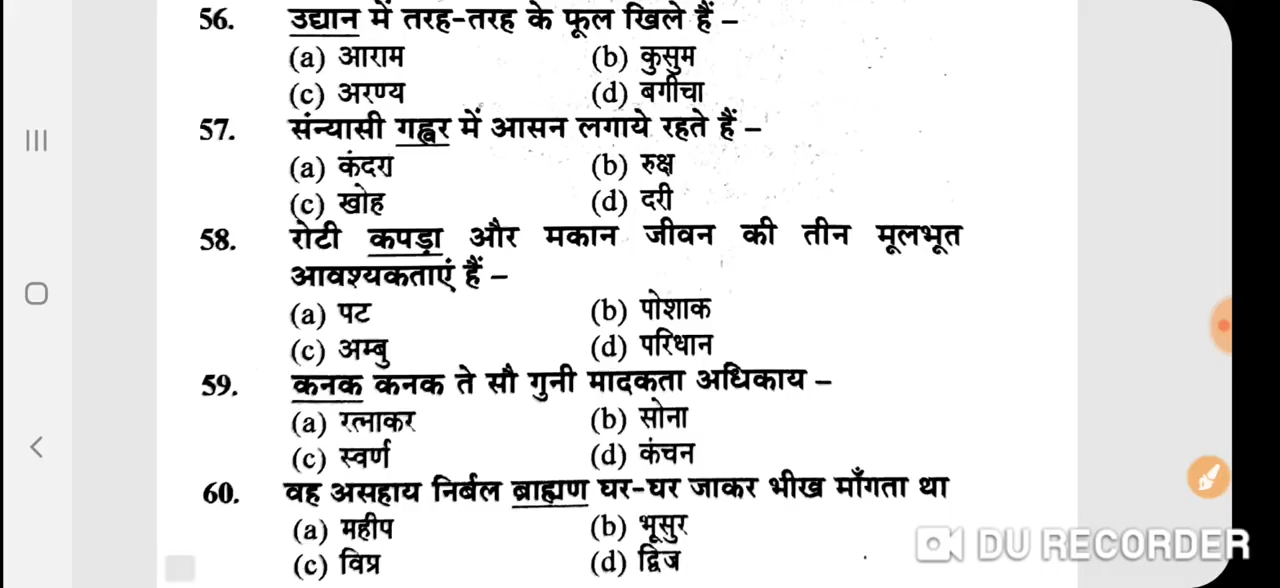 56. उद्यान में तरह-तरह के फूल खिले हैं –
(a) आराम (b) कुसुम
(c) अरण्य (d) बगीचा
57. संन्यासी गह्वर में आसन लगाये रहते हैं –
(a) कंदरा (b) रुक्ष
(c) खोह (d) दरी
58. रोटी कपड़ा और मकान जीवन की तीन मूलभूत
आवश्यकताएं हैं –
(a) पट (b) पोशाक
(c) अम्बु (d) परिधान
59. कनक कनक ते सौ गुनी मादकता अधिकाय –
(a) रत्नाकर (b) सोना
(c) स्वर्ण (d) कंचन
60. वह असहाय निर्बल ब्राह्मण घर-घर जाकर भीख माँगता था
(a) महीप (b) भूसुर
(c) विप्र (d) द्विज
DU RECORDER